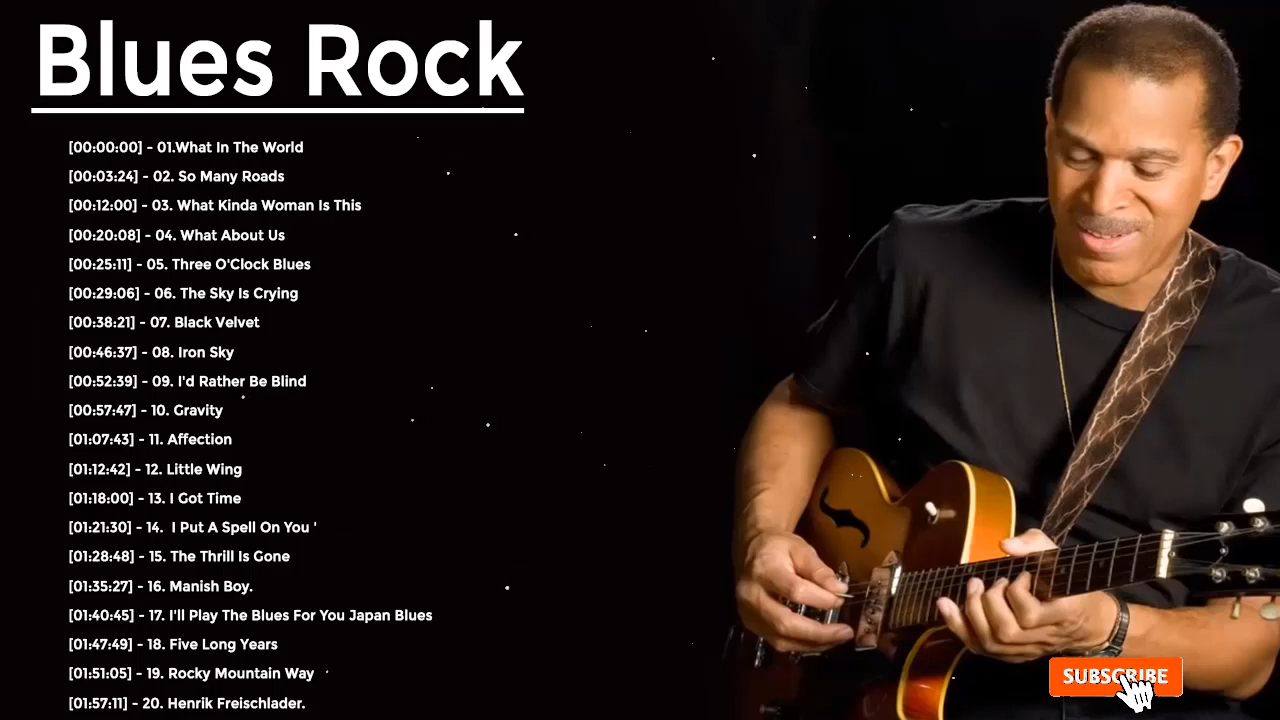 Blues Rock
[00:00:00] - 01.What In The World
[00:03:24] - 02. So Many Roads
[00:12:00] - 03. What Kinda Woman Is This
[00:20:08] - 04. What About Us
[00:25:11] - 05. Three O'Clock Blues
[00:29:06] - 06. The Sky Is Crying
[00:38:21] - 07. Black Velvet
[00:46:37] - 08. Iron Sky
[00:52:39] - 09. I'd Rather Be Blind
[00:57:47] - 10. Gravity
[01:07:43] - 11. Affection
[01:12:42] - 12. Little Wing
[01:18:00] - 13. I Got Time
[01:21:30] - 14.  I Put A Spell On You '
[01:28:48] - 15. The Thrill Is Gone
[01:35:27] - 16. Manish Boy.
[01:40:45] - 17. I'll Play The Blues For You Japan Blues
[01:47:49] - 18. Five Long Years
[01:51:05] - 19. Rocky Mountain Way
[01:57:11] - 20. Henrik Freischlader.
SUBSCRIBE